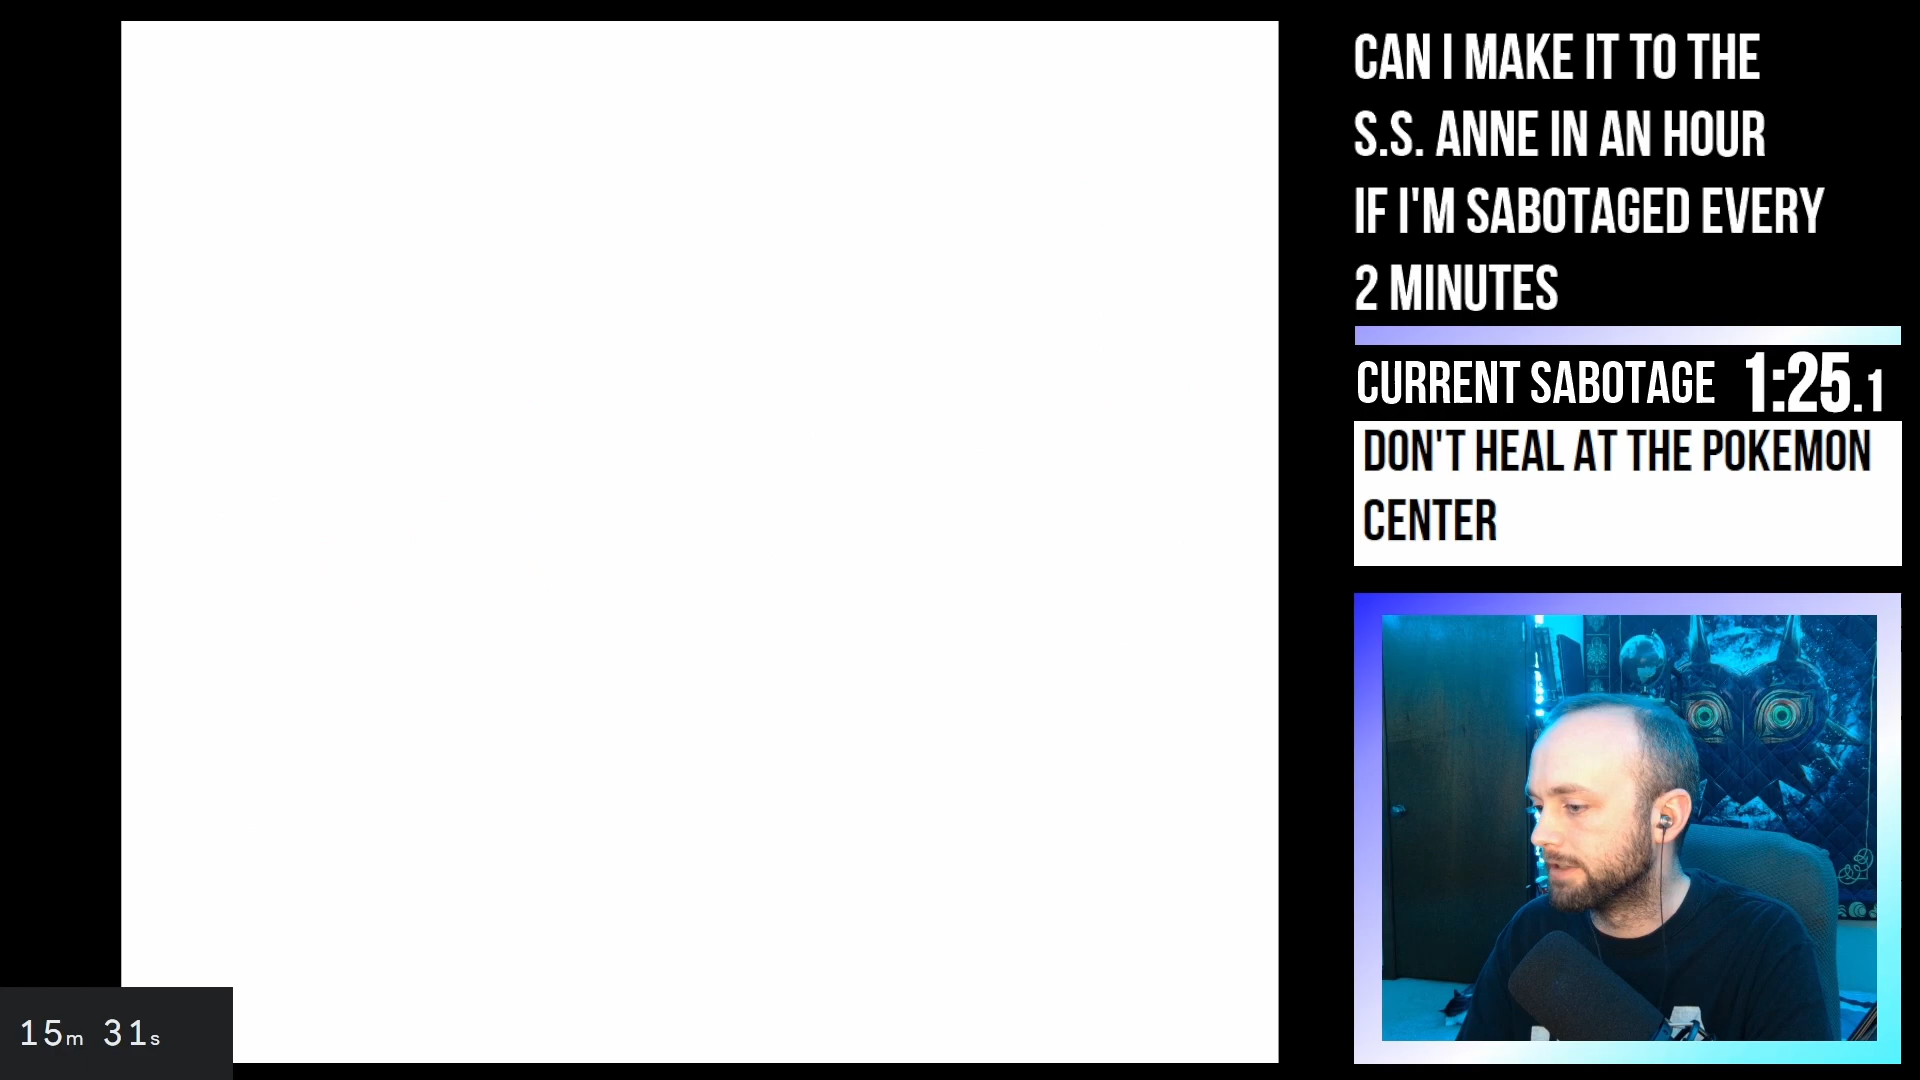 CAN I MAKE IT TO THE
S.S. ANNE IN AN HOUR
IF I'M SABOTAGED EVERY
2 MINUTES
CURRENT SABOTAGE 1:25.1
DON'T HEAL AT THE POKEMON
CENTER
15m 31s